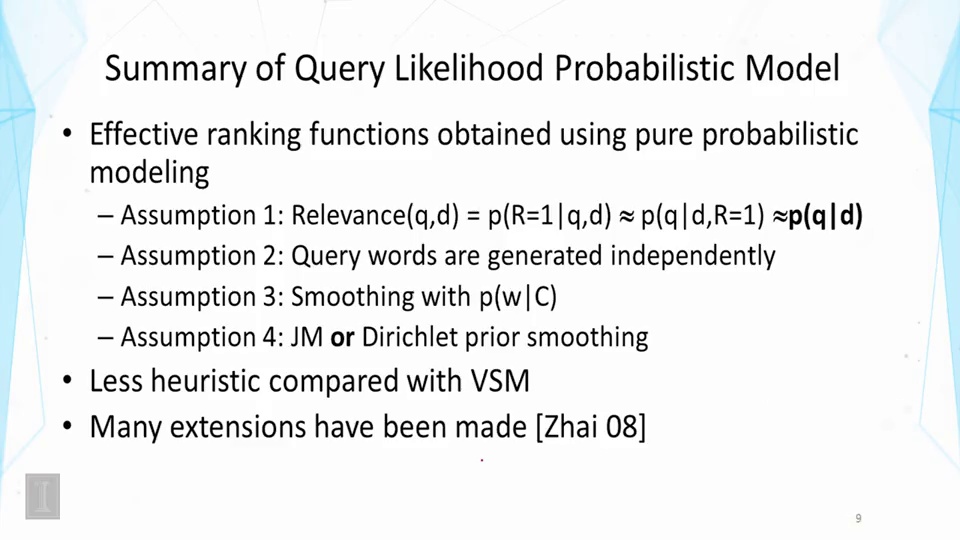 Summary of Query Likelihood Probabilistic Model
• Effective ranking functions obtained using pure probabilistic
modeling
– Assumption 1: Relevance(q,d) = p(R=1|q,d) ≈ p(q|d,R=1) ≈p(q|d)
– Assumption 2: Query words are generated independently
– Assumption 3: Smoothing with p(w|C)
– Assumption 4: JM or Dirichlet prior smoothing
• Less heuristic compared with VSM
• Many extensions have been made [Zhai 08]
I
9